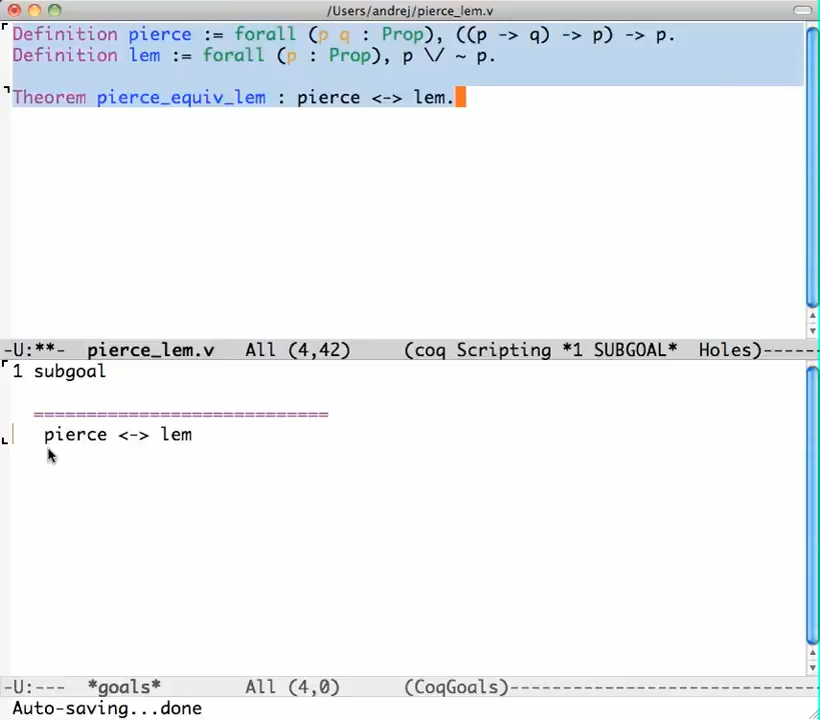 /Users/andrej/pierce_lem.v
Definition pierce := forall (p q : Prop), ((p -> q) -> p) -> p.
Definition lem := forall (p : Prop), p \/ ~ p.
Theorem pierce_equiv_lem : pierce <-> lem.
-U:**-  pierce_lem.v   All (4,42)     (coq Scripting *1 SUBGOAL*  Holes)-----
1 subgoal
============================
pierce <-> lem
-U:---  *goals*        All (4,0)      (CoqGoals)-----------------------------
Auto-saving...done